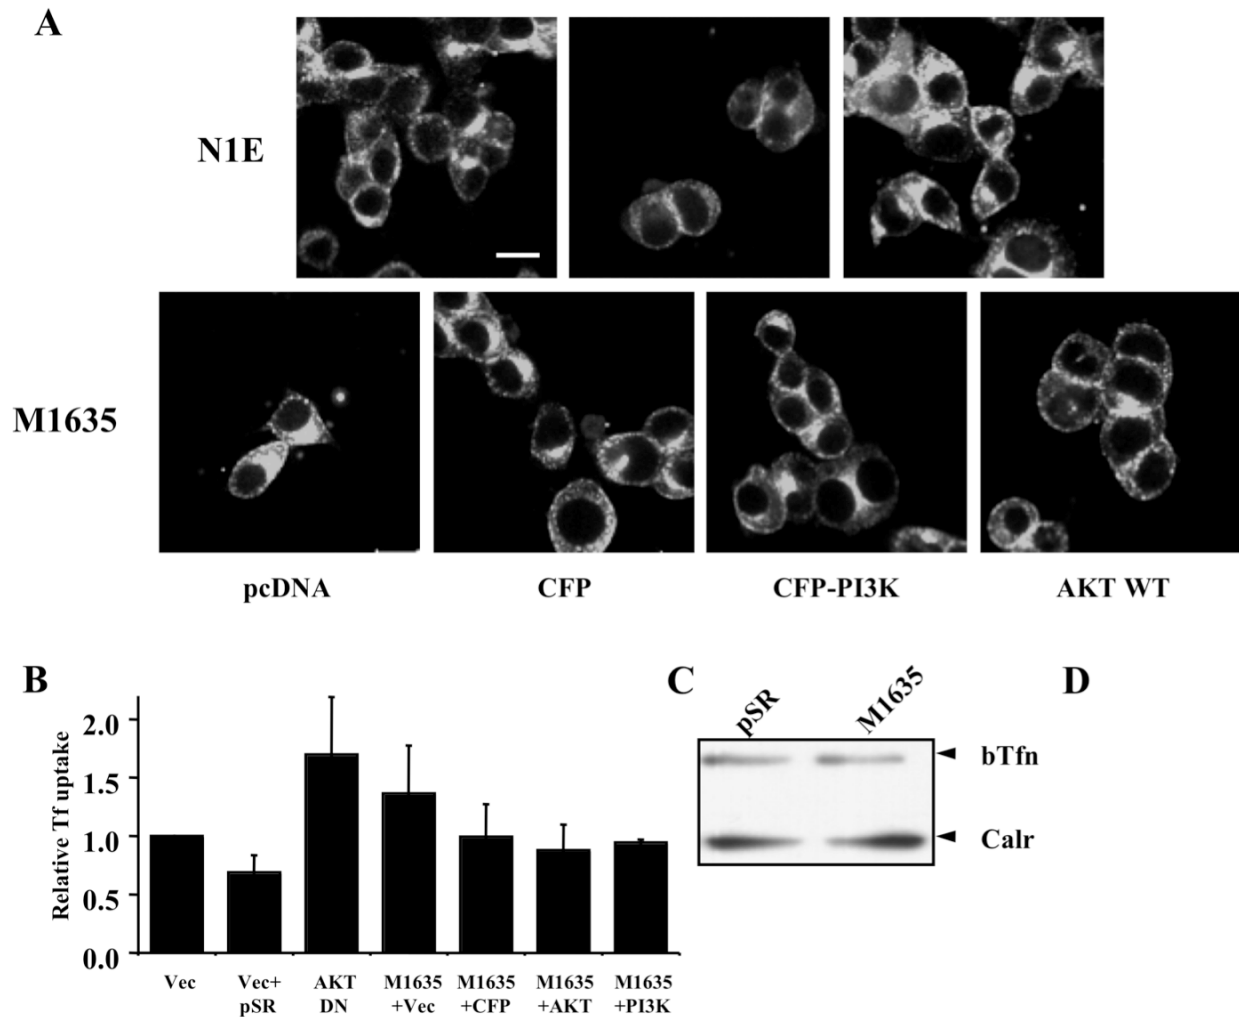 A
N1E
M1635
pcDNA
CFP
CFP-PI3K
AKT WT
B
Relative Tf uptake
2.0
1.5
1.0
0.5
0.0
Vec
Vec+
pSR
AKT
DN
M1635
+Vec
M1635
+CFP
M1635
+AKT
M1635
+PI3K
C
pSR
M1635
bTfn
Calr
D